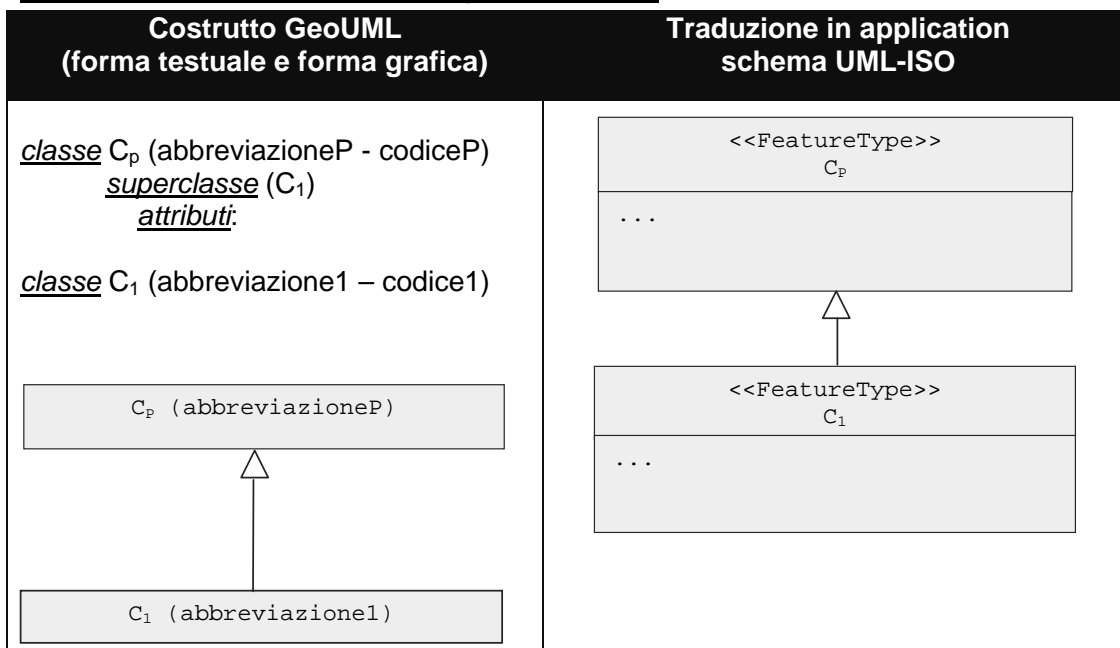 Costrutto GeoUML
(forma testuale e forma grafica)
Traduzione in application
schema UML-ISO
classe Cp (abbreviazioneP - codiceP)
superclasse (C1)
attributi:
classe C1 (abbreviazione1 – codice1)
CP (abbreviazioneP)
C1 (abbreviazione1)
<<FeatureType>>
CP
...
<<FeatureType>>
C1
...